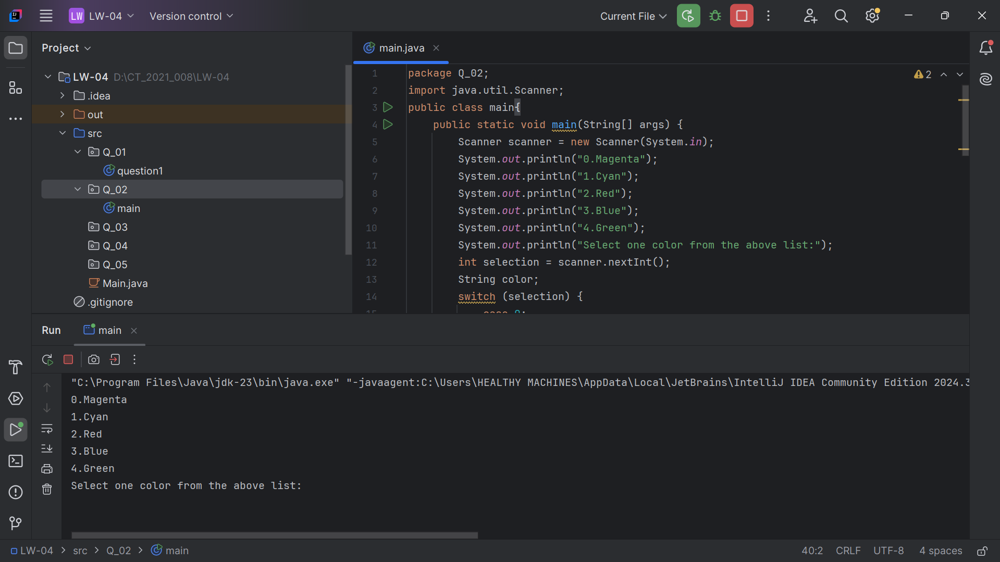 LW LW-04 Version control Current File
Project
main.java
LW-04 D:\CT_2021_008\LW-04
.idea
out
src
Q_01
question1
Q_02
main
Q_03
Q_04
Q_05
Main.java
.gitignore
2
1 package Q_02;
2 import java.util.Scanner;
3 public class main{
4 public static void main(String[] args) {
5 Scanner scanner = new Scanner(System.in);
6 System.out.println("0.Magenta");
7 System.out.println("1.Cyan");
8 System.out.println("2.Red");
9 System.out.println("3.Blue");
10 System.out.println("4.Green");
11 System.out.println("Select one color from the above list:");
12 int selection = scanner.nextInt();
13 String color;
14 switch (selection) {
Run main
"C:\Program Files\Java\jdk-23\bin\java.exe" "-javaagent:C:\Users\HEALTHY MACHINES\AppData\Local\JetBrains\IntelliJ IDEA Community Edition 2024.3
0.Magenta
1.Cyan
2.Red
3.Blue
4.Green
Select one color from the above list:
LW-04 > src > Q_02 > main 40:2 CRLF UTF-8 4 spaces